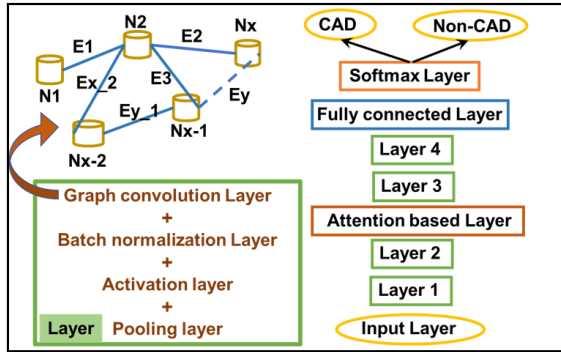 N2
Nx
E1
E2
N1
Ex_2
E3
Ey
Ey_1
Nx-1
Nx-2
Graph convolution Layer
+
Batch normalization Layer
+
Activation layer
+
Layer
Pooling layer
CAD
Non-CAD
Softmax Layer
Fully connected Layer
Layer 4
Layer 3
Attention based Layer
Layer 2
Layer 1
Input Layer